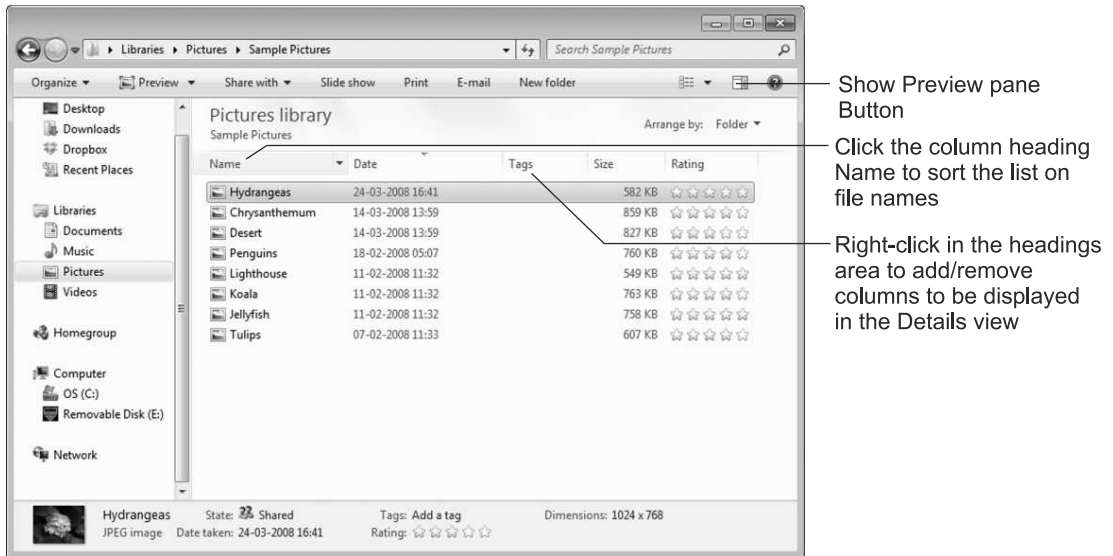 Libraries Pictures Sample Pictures
Search Sample Pictures
Organize Preview Share with Slide show Print E-mail New folder
Desktop
Downloads
Dropbox
Recent Places
Libraries
Documents
Music
Pictures
Videos
Homegroup
Computer
OS (C:)
Removable Disk (E:)
Network
Pictures library
Sample Pictures
Arrange by: Folder
Name Date Tags Size Rating
Hydrangeas 24-03-2008 16:41 582 KB
Chrysanthemum 14-03-2008 13:59 859 KB
Desert 14-03-2008 13:59 827 KB
Penguins 18-02-2008 05:07 760 KB
Lighthouse 11-02-2008 11:32 549 KB
Koala 11-02-2008 11:32 763 KB
Jellyfish 11-02-2008 11:32 758 KB
Tulips 07-02-2008 11:33 607 KB
Hydrangeas State: Shared Tags: Add a tag Dimensions: 1024 x 768
JPEG image Date taken: 24-03-2008 16:41 Rating:
Show Preview pane
Button
Click the column heading
Name to sort the list on
file names
Right-click in the headings
area to add/remove
columns to be displayed
in the Details view